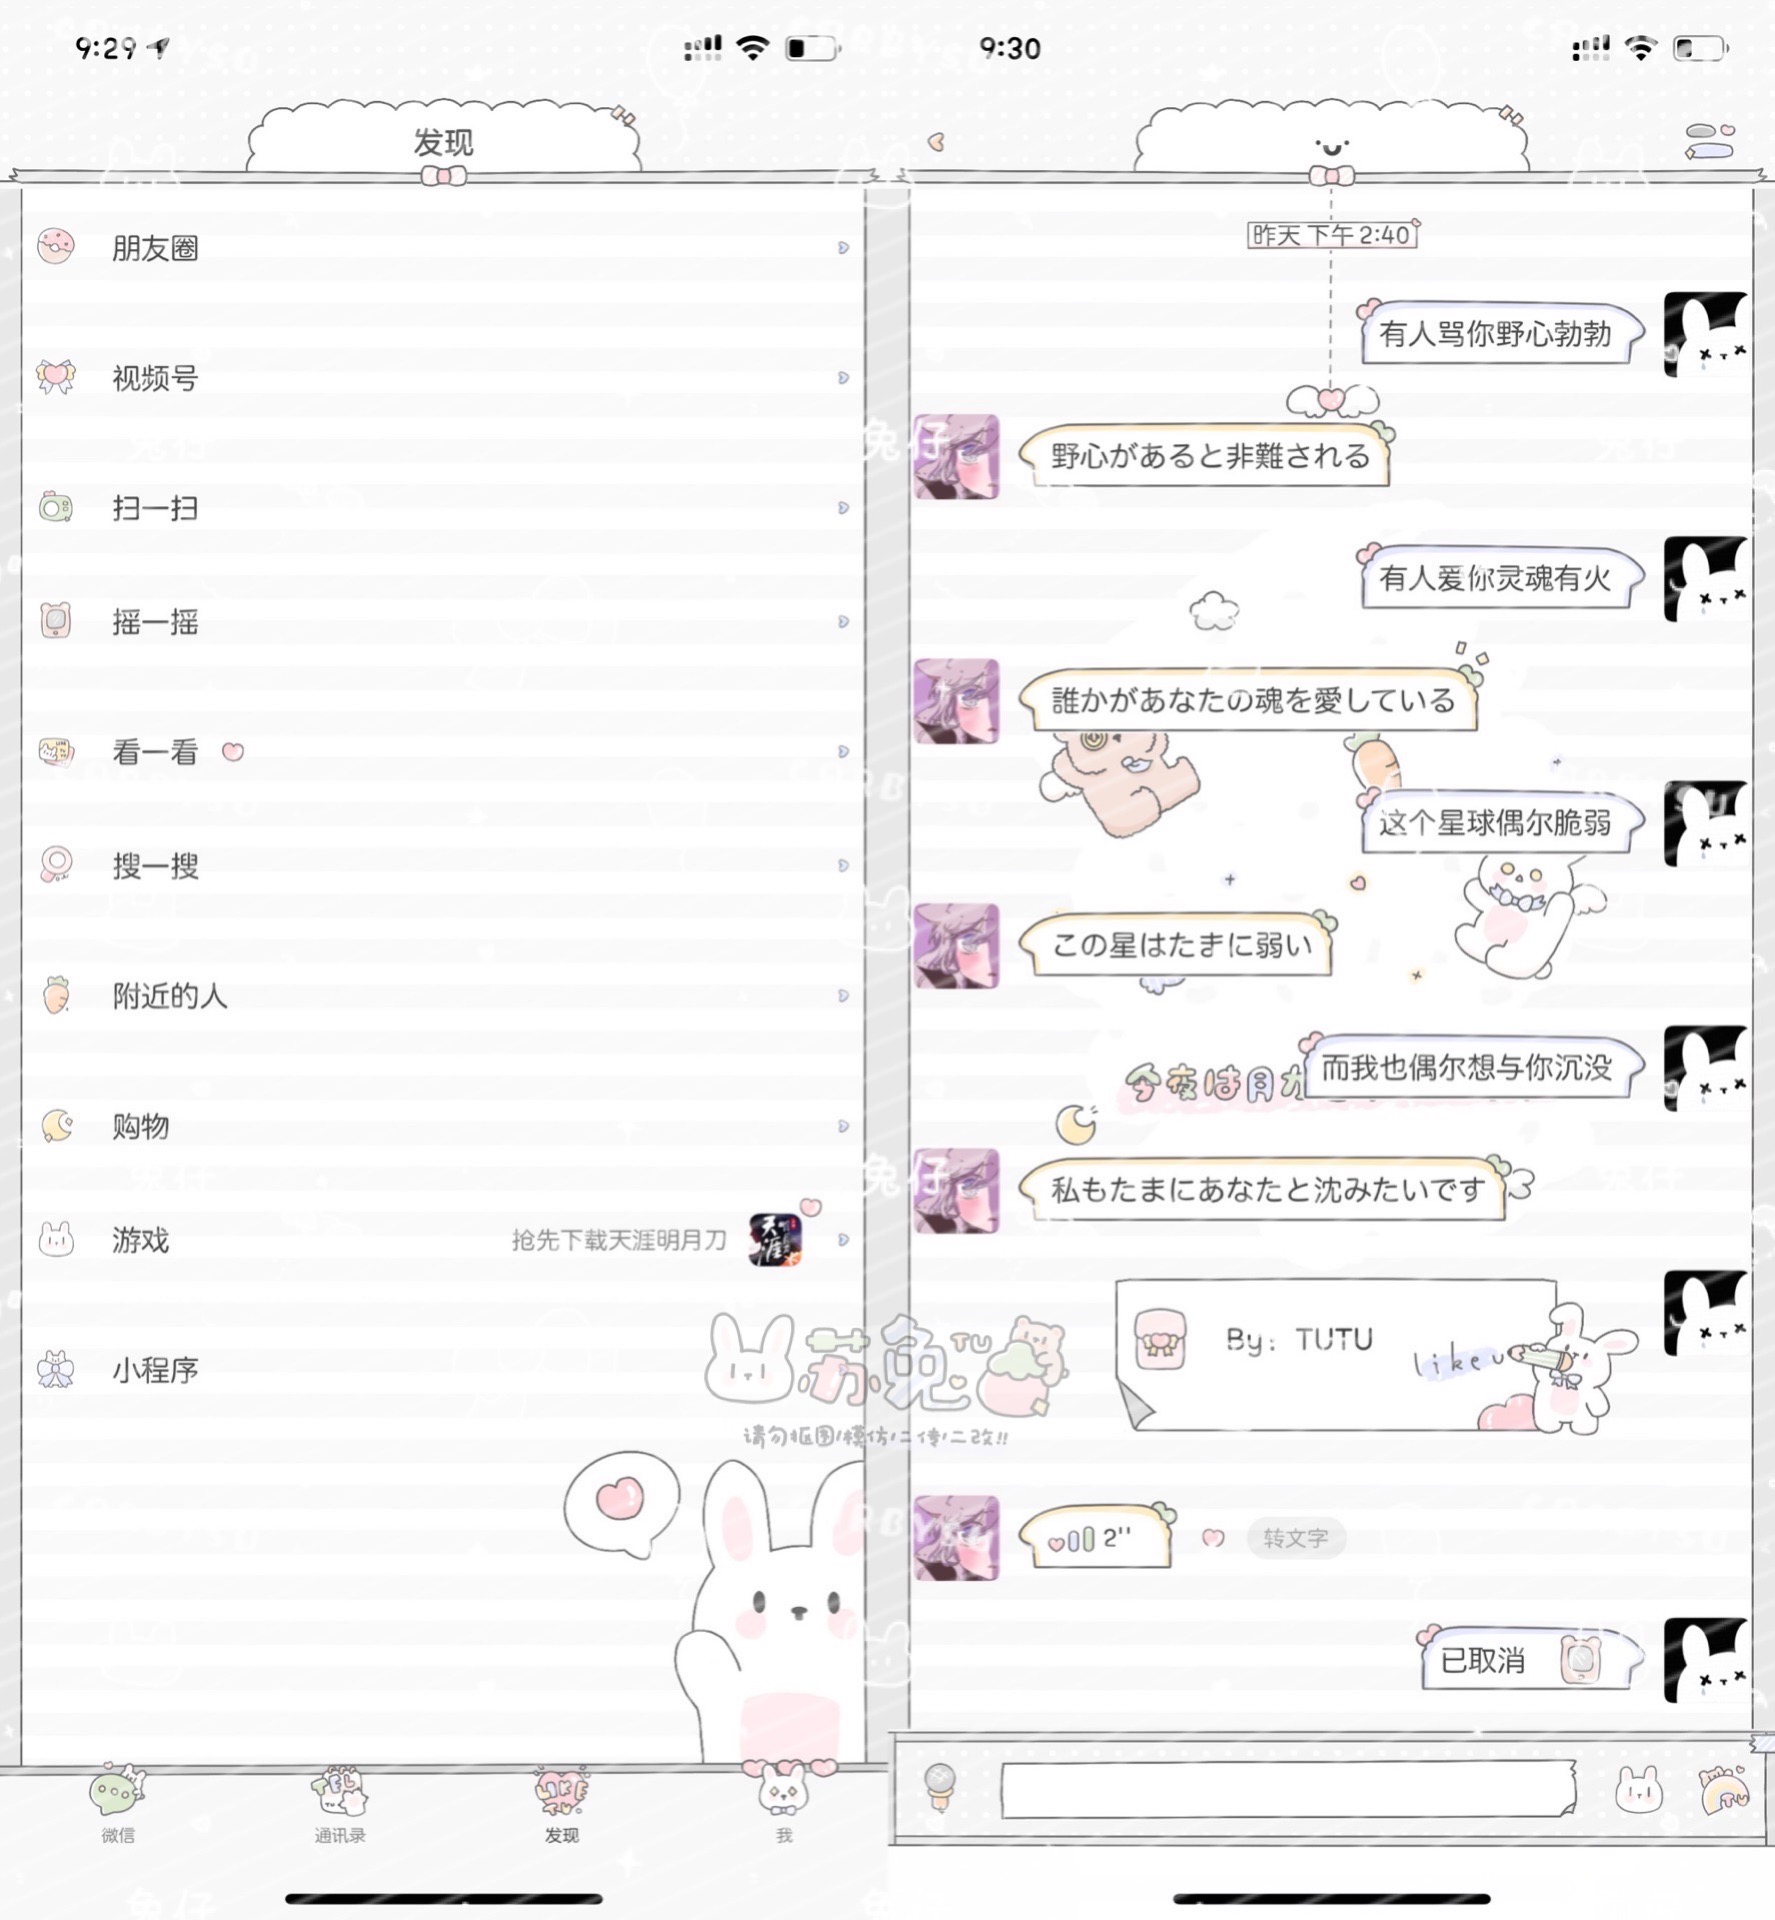 9:29
发现
朋友圈
视频号
扫一扫
摇一摇
看一看
搜一搜
附近的人
购物
游戏
抢先下载天涯明月刀
天涯
小程序
微信
通讯录
发现
我
9:30
昨天 下午 2:40
有人骂你野心勃勃
野心があると非難される
有人爱你灵魂有火
誰かがあなたの魂を愛している
这个星球偶尔脆弱
この星はたまに弱い
而我也偶尔想与你沉没
今夜は月
私もたまにあなたと沈みたいです
By: TUTU
like u
2''
转文字
已取消
苏兔 TU
请勿抠图/模仿/二传/二改!!
兔仔
兔仔